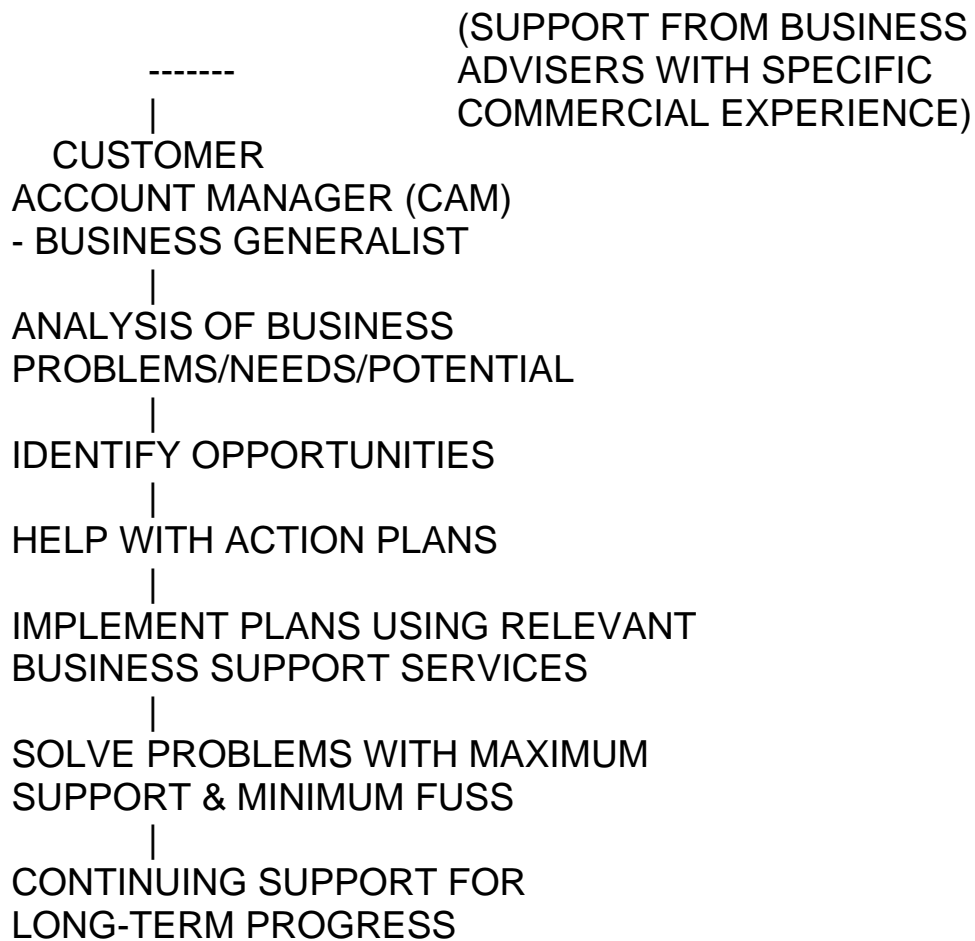 (SUPPORT FROM BUSINESS
------- ADVISERS WITH SPECIFIC
| COMMERCIAL EXPERIENCE)
CUSTOMER
ACCOUNT MANAGER (CAM)
- BUSINESS GENERALIST
|
ANALYSIS OF BUSINESS
PROBLEMS/NEEDS/POTENTIAL
|
IDENTIFY OPPORTUNITIES
|
HELP WITH ACTION PLANS
|
IMPLEMENT PLANS USING RELEVANT
BUSINESS SUPPORT SERVICES
|
SOLVE PROBLEMS WITH MAXIMUM
SUPPORT & MINIMUM FUSS
|
CONTINUING SUPPORT FOR
LONG-TERM PROGRESS